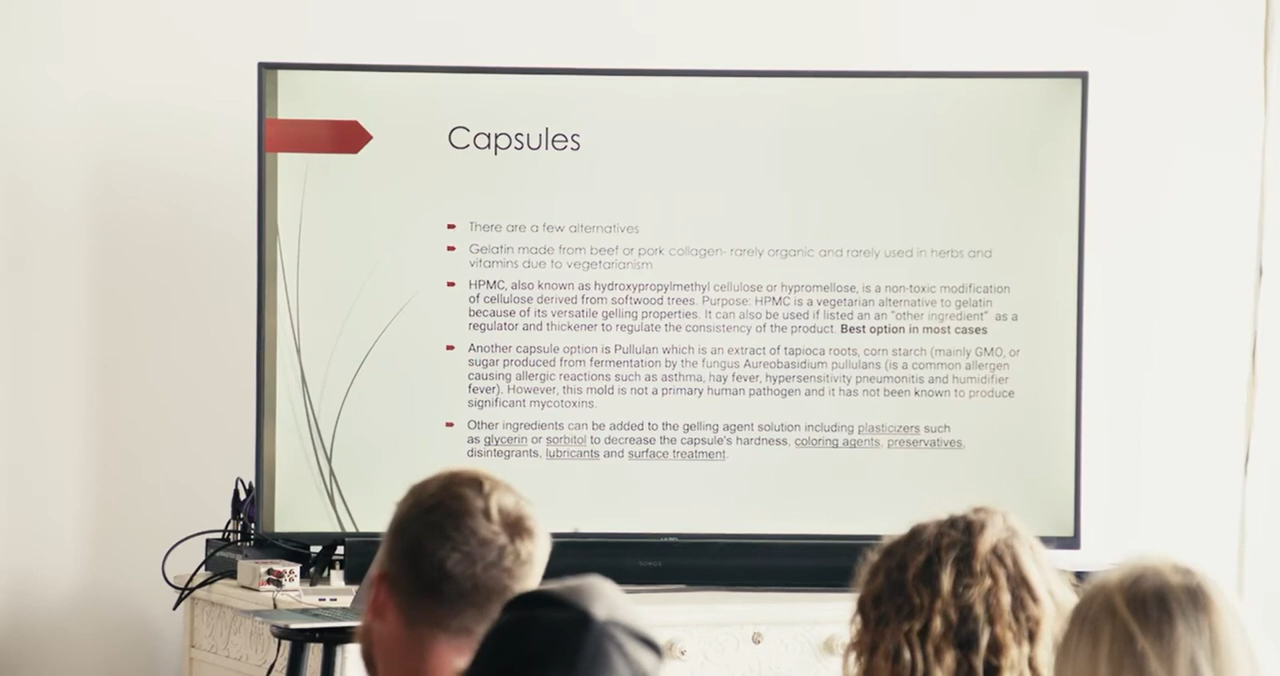 Capsules
There are a few alternatives
Gelatin made from beef or pork collagen- rarely organic and rarely used in herbs and
vitamins due to vegetarianism
HPMC, also known as hydroxypropylmethyl cellulose or hypromellose, is a non-toxic modification
of cellulose derived from softwood trees. Purpose: HPMC is a vegetarian alternative to gelatin
because of its versatile gelling properties. It can also be used if listed an an "other ingredient" as a
regulator and thickener to regulate the consistency of the product. Best option in most cases
Another capsule option is Pullulan which is an extract of tapioca roots, corn starch (mainly GMO, or
sugar produced from fermentation by the fungus Aureobasidium pullulans (is a common allergen
causing allergic reactions such as asthma, hay fever, hypersensitivity pneumonitis and humidifier
fever). However, this mold is not a primary human pathogen and it has not been known to produce
significant mycotoxins.
Other ingredients can be added to the gelling agent solution including plasticizers such
as glycerin or sorbitol to decrease the capsule's hardness, coloring agents, preservatives,
disintegrants, lubricants and surface treatment.
SONOS